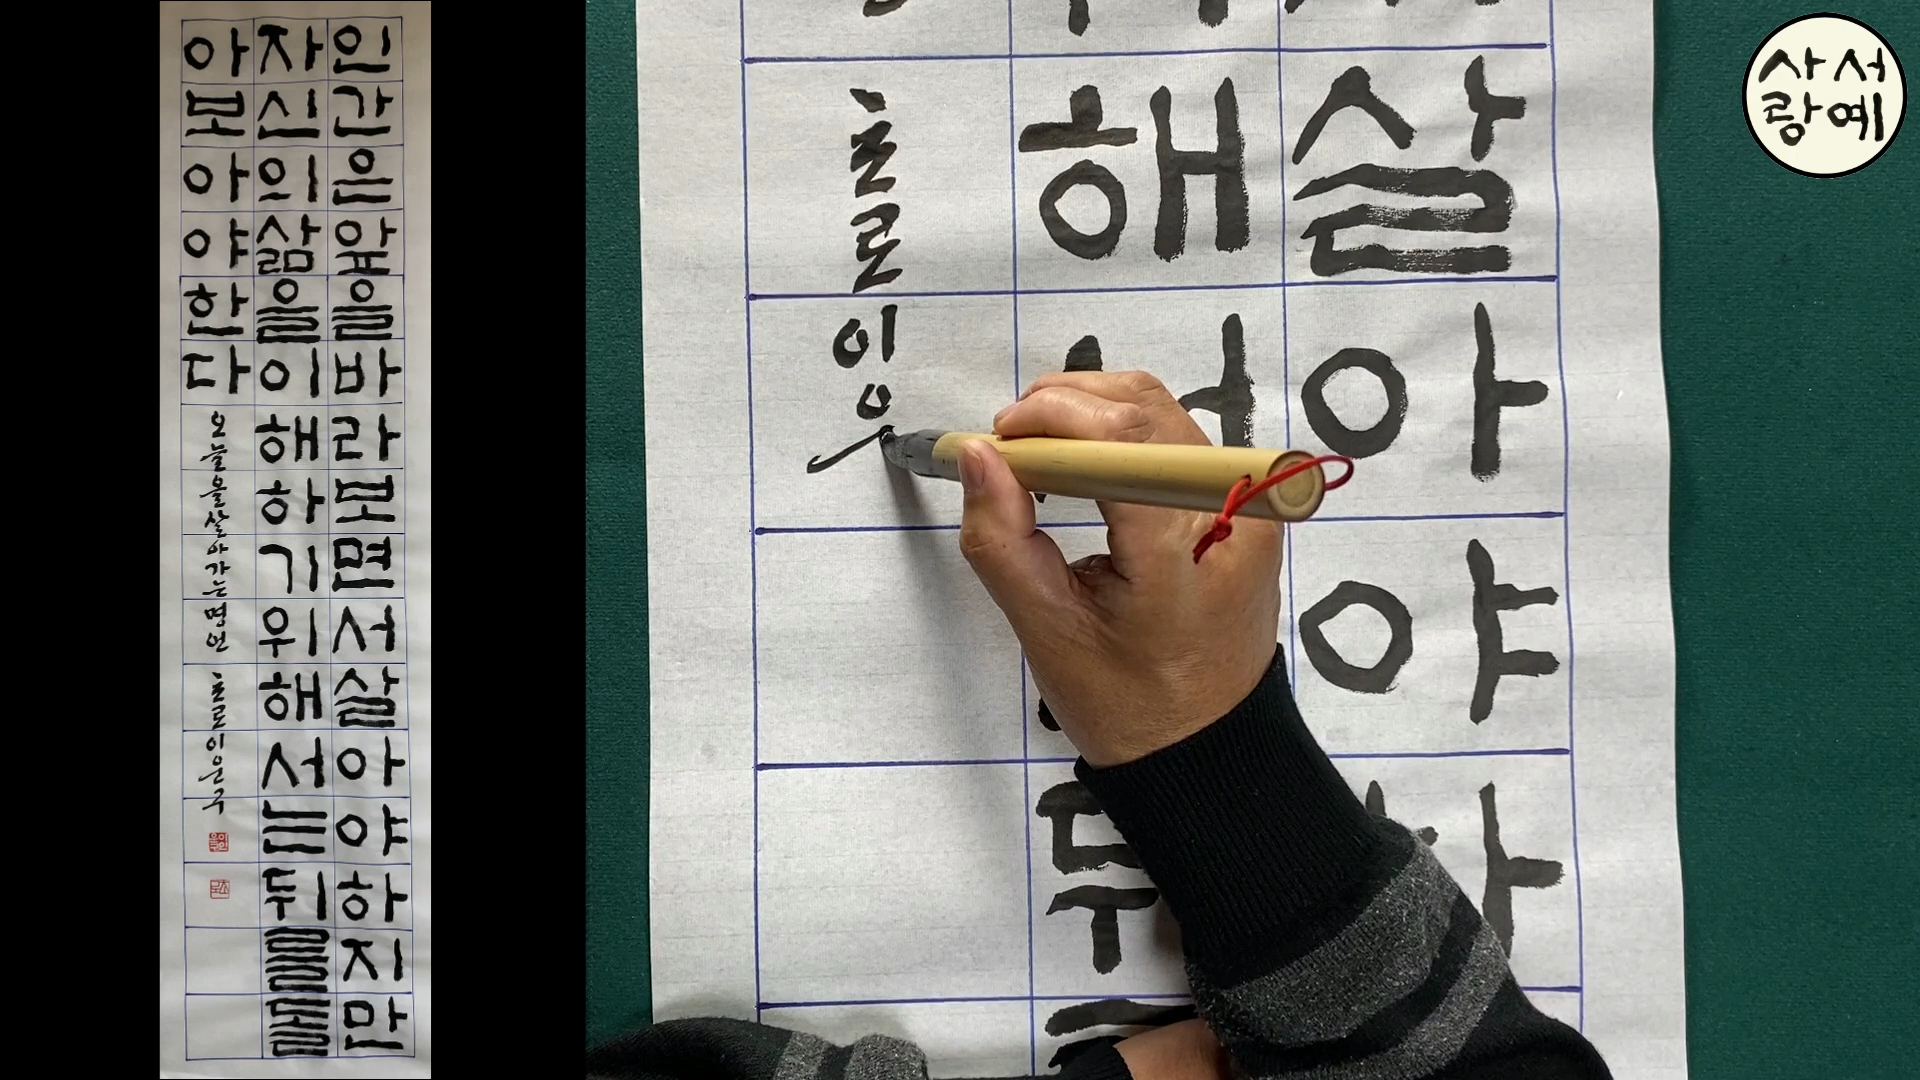 인간은앞을바라보면서살아야하지만
자신의삶을이해하기위해서는뒤를돌
아보아야한다
오늘을살아가는명언
초로이운구
살아야
해
초로이우
서예
사랑